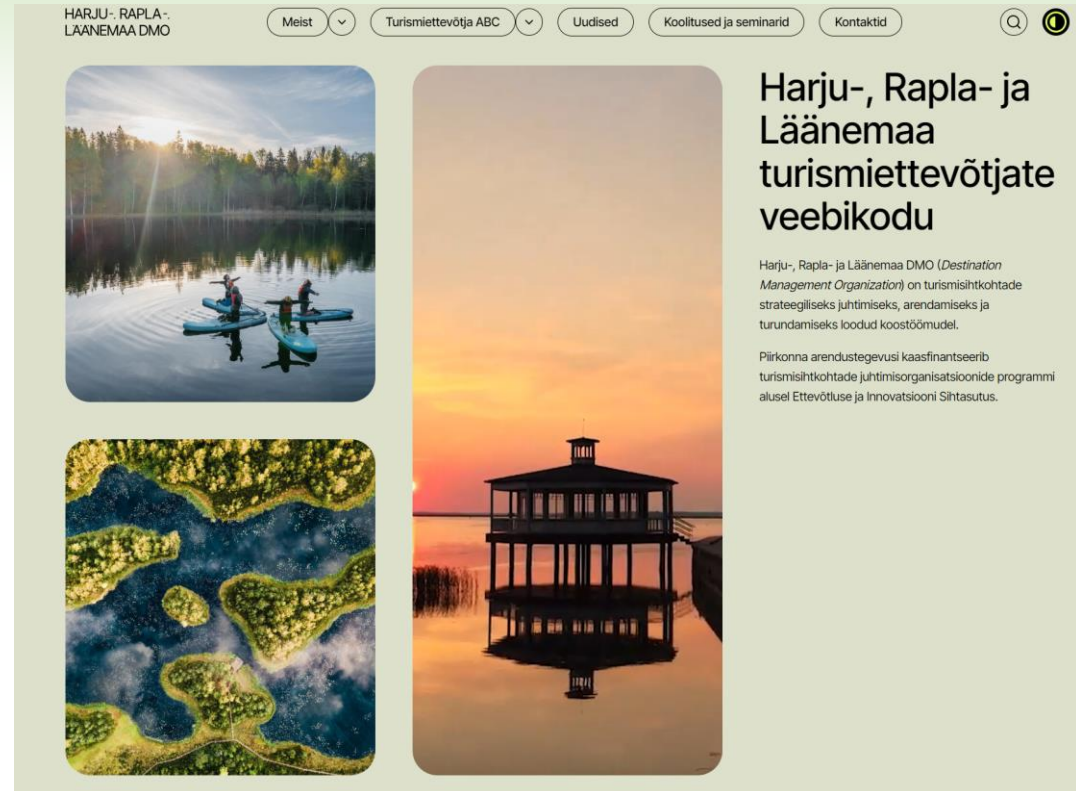 HARJU-, RAPLA-,
LÄÄNEMAA DMO
Meist
Turismiettevõtja ABC
Uudised
Koolitused ja seminarid
Kontaktid
Harju-, Rapla- ja
Läänemaa
turismiettevõtjate
veebikodu
Harju-, Rapla- ja Läänemaa DMO (Destination
Management Organization) on turismisihtkohtade
strateegiliseks juhtimiseks, arendamiseks ja
turundamiseks loodud koostöömudel.
Piirkonna arendustegevusi kaasfinantseerib
turismisihtkohtade juhtimisorganisatsioonide programmi
alusel Ettevõtluse ja Innovatsiooni Sihtasutus.